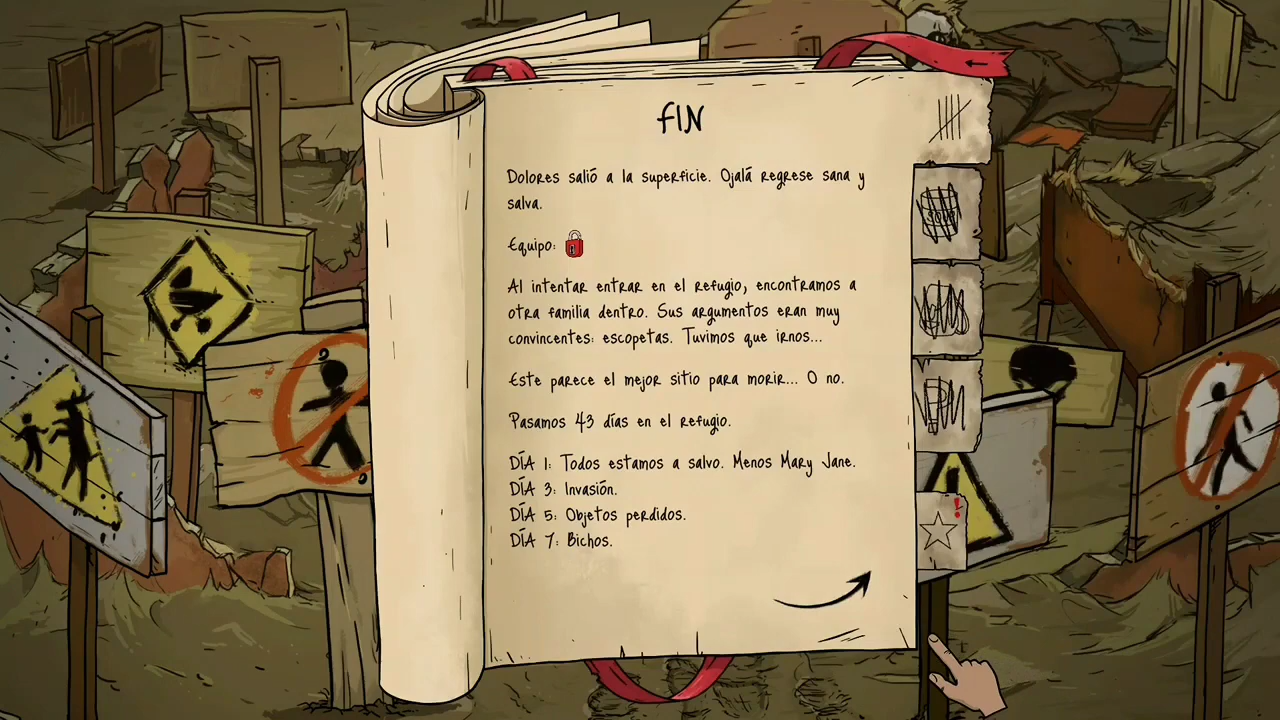 FIN
Dolores salió a la superficie. Ojalá regrese sana y
salva.
Equipo:
Al intentar entrar en el refugio, encontramos a
otra familia dentro. Sus argumentos eran muy
convincentes: escopetas. Tuvimos que irnos...
Este parece el mejor sitio para morir... O no.
Pasamos 43 días en el refugio.
DÍA 1: Todos estamos a salvo. Menos Mary Jane.
DÍA 3: Invasión.
DÍA 5: Objetos perdidos.
DÍA 7: Bichos.
!